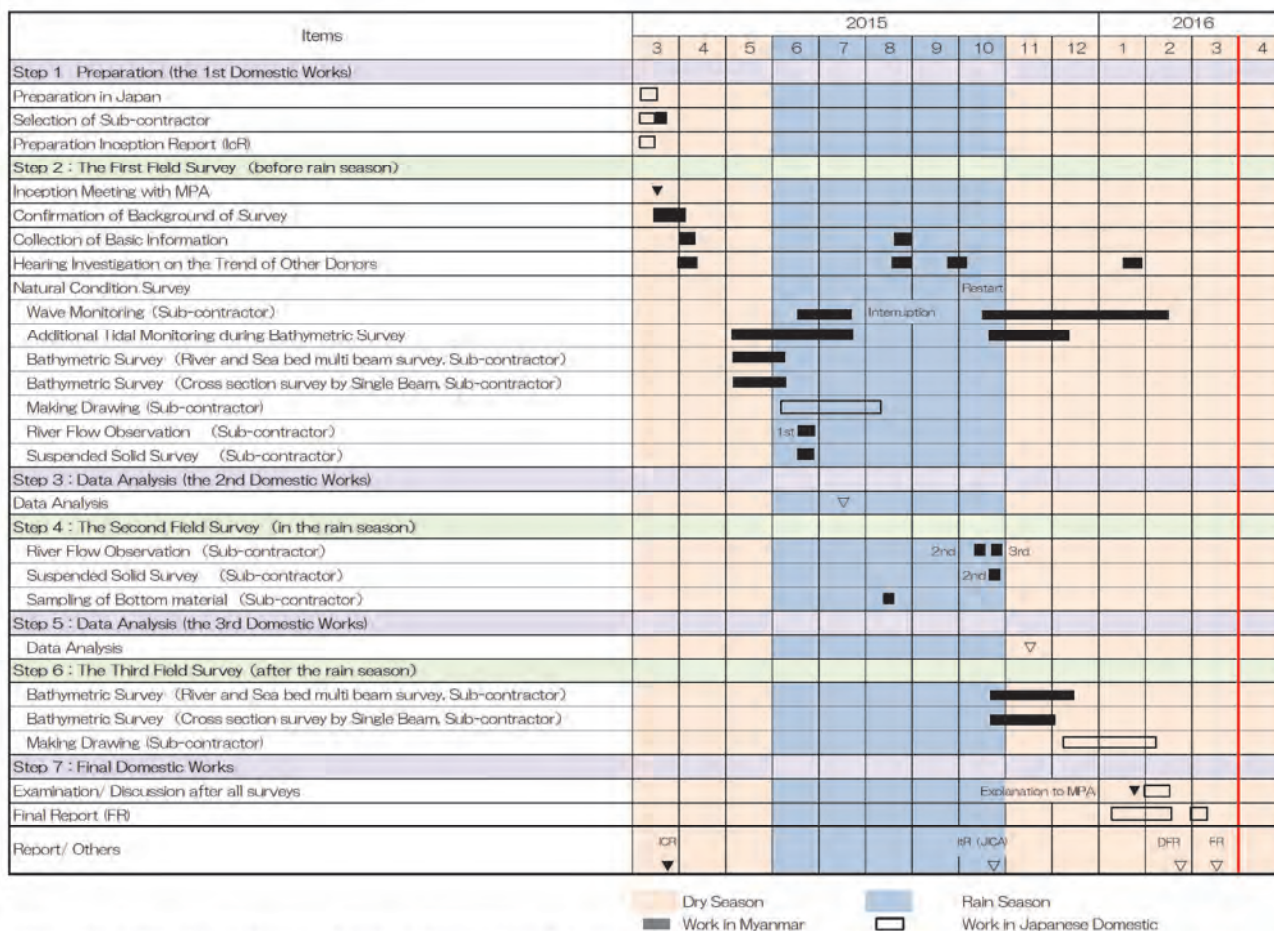 Items
2015
2016
3 4 5 6 7 8 9 10 11 12 1 2 3 4
Step 1 Preparation (the 1st Domestic Works)
Preparation in Japan
Selection of Sub-contractor
Preparation Inception Report (IcR)
Step 2 : The First Field Survey (before rain season)
Inception Meeting with MPA
Confirmation of Background of Survey
Collection of Basic Information
Hearing Investigation on the Trend of Other Donors
Natural Condition Survey Restart
Wave Monitoring (Sub-contractor) Interruption
Additional Tidal Monitoring during Bathymetric Survey
Bathymetric Survey (River and Sea bed multi beam survey, Sub-contractor)
Bathymetric Survey (Cross section survey by Single Beam, Sub-contractor)
Making Drawing (Sub-contractor)
River Flow Observation (Sub-contractor) 1st
Suspended Solid Survey (Sub-contractor)
Step 3 : Data Analysis (the 2nd Domestic Works)
Data Analysis
Step 4 : The Second Field Survey (in the rain season)
River Flow Observation (Sub-contractor) 2nd 3rd
Suspended Solid Survey (Sub-contractor) 2nd
Sampling of Bottom material (Sub-contractor)
Step 5 : Data Analysis (the 3rd Domestic Works)
Data Analysis
Step 6 : The Third Field Survey (after the rain season)
Bathymetric Survey (River and Sea bed multi beam survey, Sub-contractor)
Bathymetric Survey (Cross section survey by Single Beam, Sub-contractor)
Making Drawing (Sub-contractor)
Step 7 : Final Domestic Works
Examination/ Discussion after all surveys Explanation to MPA
Final Report (FR)
Report/ Others ICR ItR (JICA) DFR FR
Dry Season Rain Season
Work in Myanmar Work in Japanese Domestic